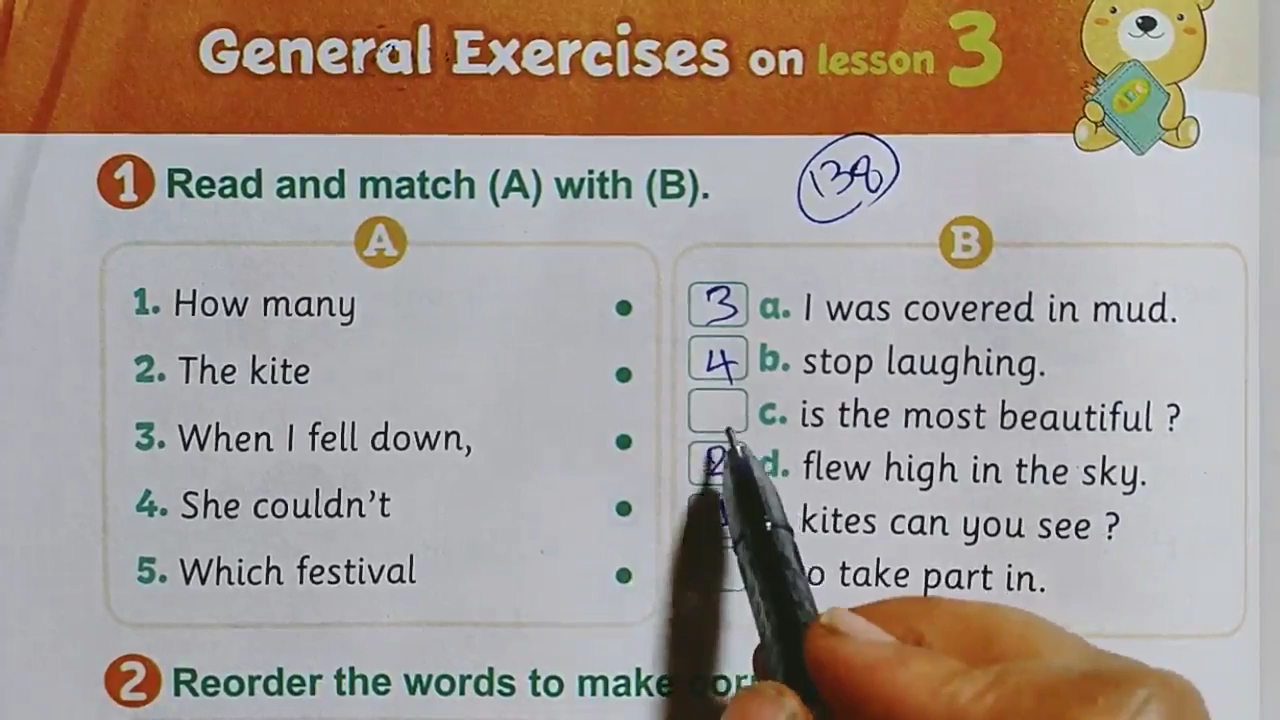 General Exercises on lesson 3
1 Read and match (A) with (B).
138
A
1. How many
2. The kite
3. When I fell down,
4. She couldn't
5. Which festival
B
3 a. I was covered in mud.
4 b. stop laughing.
c. is the most beautiful ?
2 d. flew high in the sky.
1 kites can you see ?
o take part in.
2 Reorder the words to make cor